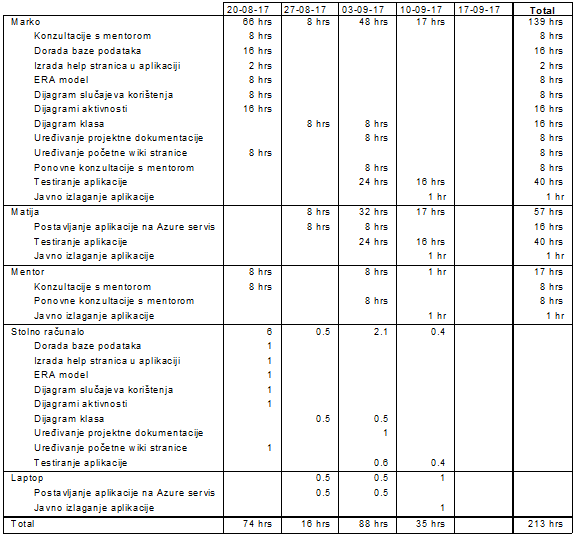 20-08-17 27-08-17 03-09-17 10-09-17 17-09-17 Total
Marko 66 hrs 8 hrs 48 hrs 17 hrs 139 hrs
Konzultacije s mentorom 8 hrs 8 hrs
Dorada baze podataka 16 hrs 16 hrs
Izrada help stranica u aplikaciji 2 hrs 2 hrs
ERA model 8 hrs 8 hrs
Dijagram slučajeva korištenja 8 hrs 8 hrs
Dijagrami aktivnosti 16 hrs 16 hrs
Dijagram klasa 8 hrs 8 hrs 16 hrs
Uređivanje projektne dokumentacije 8 hrs 8 hrs
Uređivanje početne wiki stranice 8 hrs 8 hrs
Ponovne konzultacije s mentorom 8 hrs 8 hrs
Testiranje aplikacije 24 hrs 16 hrs 40 hrs
Javno izlaganje aplikacije 1 hr 1 hr
Matija 8 hrs 32 hrs 17 hrs 57 hrs
Postavljanje aplikacije na Azure servis 8 hrs 8 hrs 16 hrs
Testiranje aplikacije 24 hrs 16 hrs 40 hrs
Javno izlaganje aplikacije 1 hr 1 hr
Mentor 8 hrs 8 hrs 1 hr 17 hrs
Konzultacije s mentorom 8 hrs 8 hrs
Ponovne konzultacije s mentorom 8 hrs 8 hrs
Javno izlaganje aplikacije 1 hr 1 hr
Stolno računalo 6 0.5 2.1 0.4
Dorada baze podataka 1
Izrada help stranica u aplikaciji 1
ERA model 1
Dijagram slučajeva korištenja 1
Dijagrami aktivnosti 1
Dijagram klasa 0.5 0.5
Uređivanje projektne dokumentacije 1
Uređivanje početne wiki stranice 1
Testiranje aplikacije 0.6 0.4
Laptop 0.5 0.5 1
Postavljanje aplikacije na Azure servis 0.5 0.5
Javno izlaganje aplikacije 1
Total 74 hrs 16 hrs 88 hrs 35 hrs 213 hrs